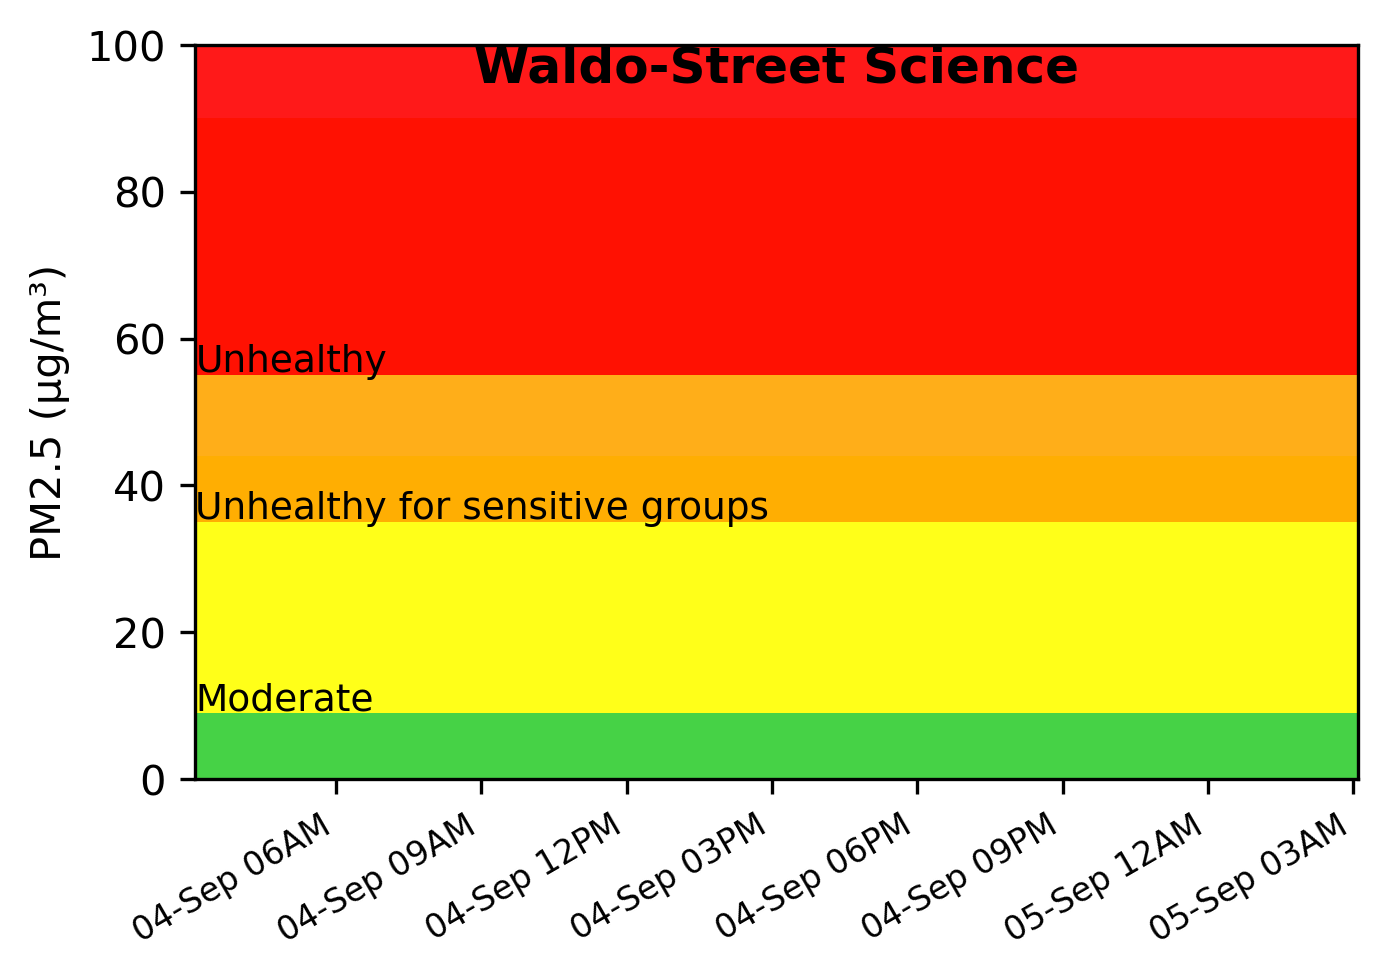 Waldo-Street Science
100
80
60
40
20
0
PM2.5 (µg/m³)
Unhealthy
Unhealthy for sensitive groups
Moderate
04-Sep 06AM
04-Sep 09AM
04-Sep 12PM
04-Sep 03PM
04-Sep 06PM
04-Sep 09PM
05-Sep 12AM
05-Sep 03AM